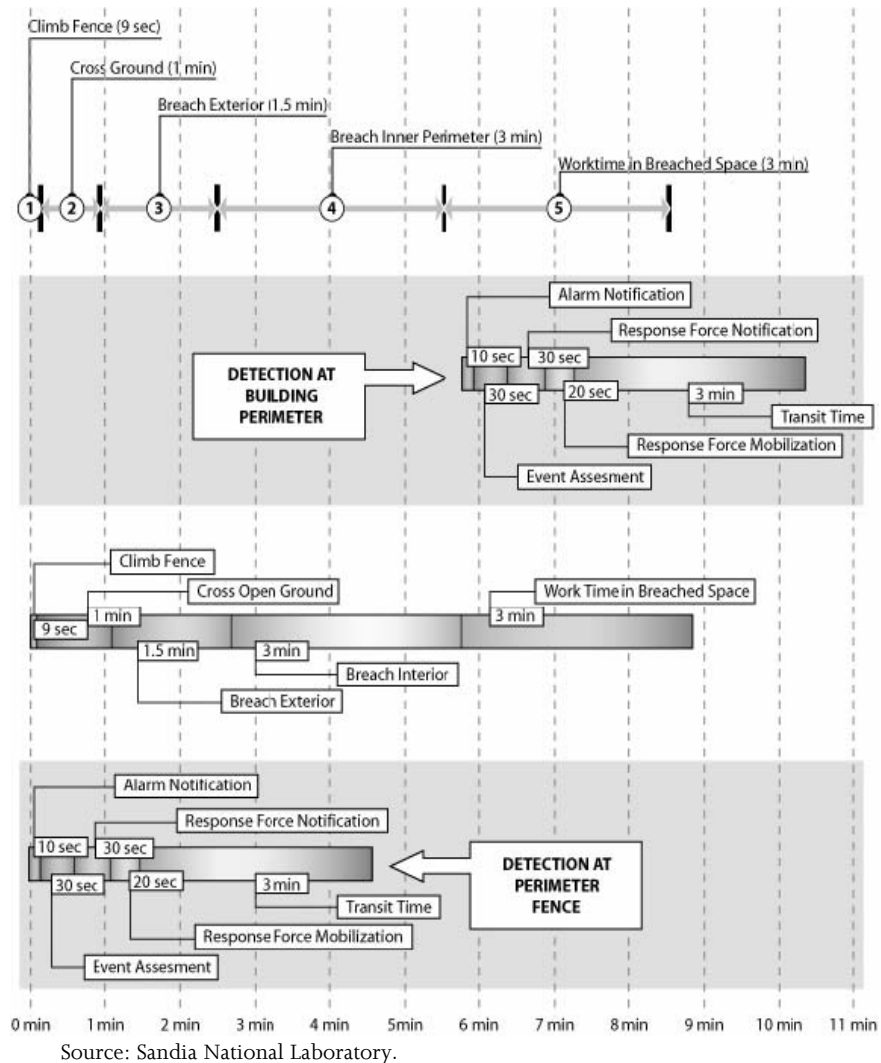 Climb Fence (9 sec)
Cross Ground (1 min)
Breach Exterior (1.5 min)
Breach Inner Perimeter (3 min)
Worktime in Breached Space (3 min)
1
2
3
4
5
Alarm Notification
Response Force Notification
10 sec
30 sec
DETECTION AT
BUILDING
PERIMETER
30 sec
20 sec
3 min
Transit Time
Response Force Mobilization
Event Assesment
Climb Fence
Cross Open Ground
Work Time in Breached Space
1 min
3 min
9 sec
1.5 min
3 min
Breach Interior
Breach Exterior
Alarm Notification
Response Force Notification
10 sec
30 sec
DETECTION AT
PERIMETER
FENCE
30 sec
20 sec
3 min
Transit Time
Response Force Mobilization
Event Assesment
0 min 1 min 2 min 3 min 4 min 5min 6 min 7 min 8 min 9 min 10 min 11 min
Source: Sandia National Laboratory.